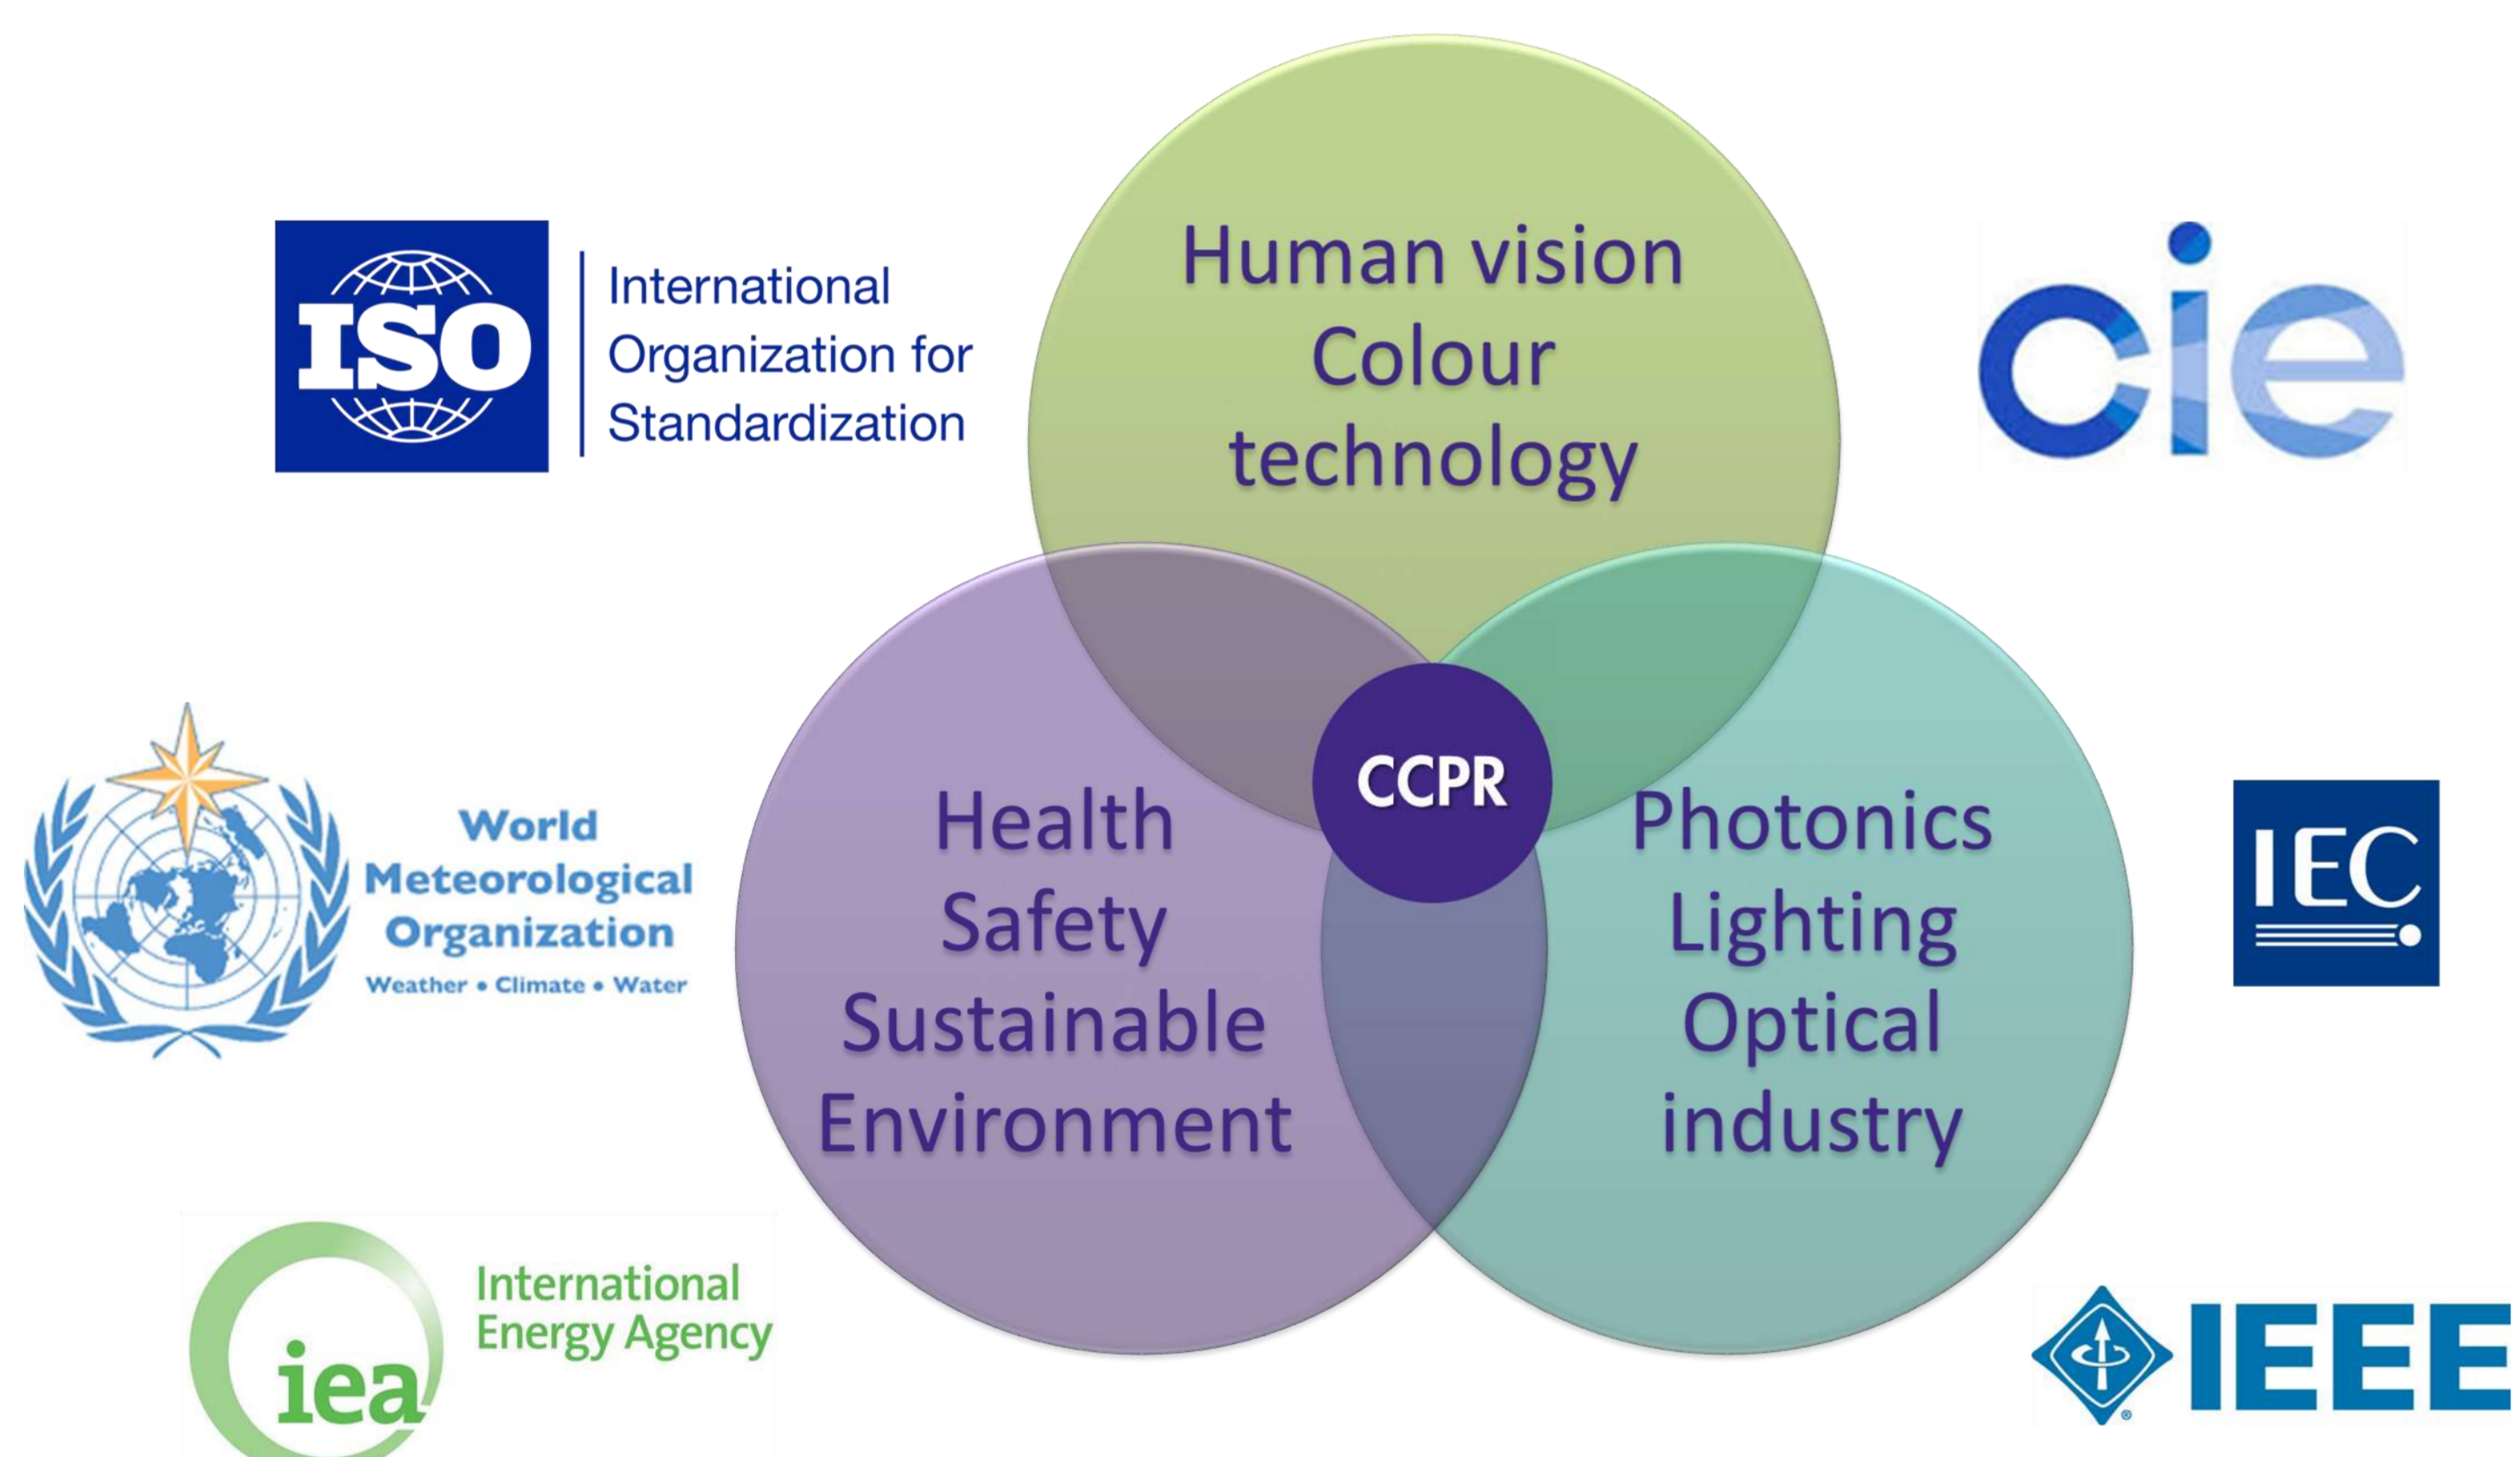 ISO
International
Organization for
Standardization
Human vision
Colour
technology
cie
World
Meteorological
Organization
Weather • Climate • Water
CCPR
Health
Safety
Sustainable
Environment
Photonics
Lighting
Optical
industry
IEC
iea
International
Energy Agency
IEEE
®